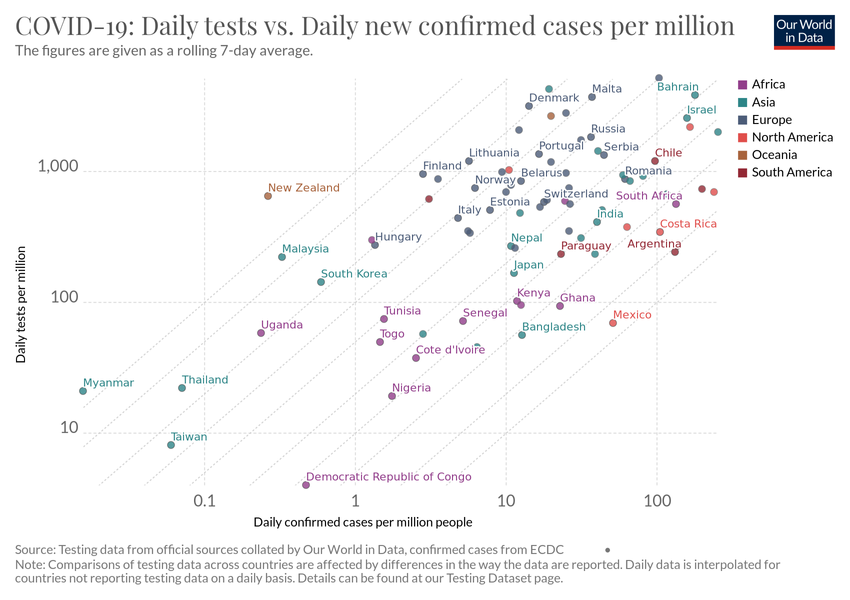 COVID-19: Daily tests vs. Daily new confirmed cases per million
The figures are given as a rolling 7-day average.
Our World
in Data
Africa
Asia
Europe
North America
Oceania
South America
Daily tests per million
1,000
100
10
Bahrain
Malta
Denmark
Israel
Russia
Portugal
Serbia
Lithuania
Chile
Finland
Belarus
Romania
Norway
New Zealand
Switzerland
South Africa
Estonia
Italy
India
Costa Rica
Hungary
Nepal
Paraguay
Argentina
Malaysia
Japan
South Korea
Kenya
Ghana
Tunisia
Senegal
Mexico
Uganda
Togo
Bangladesh
Cote d'Ivoire
Myanmar
Thailand
Nigeria
Taiwan
Democratic Republic of Congo
0.1
1
10
100
Daily confirmed cases per million people
Source: Testing data from official sources collated by Our World in Data, confirmed cases from ECDC
Note: Comparisons of testing data across countries are affected by differences in the way the data are reported. Daily data is interpolated for
countries not reporting testing data on a daily basis. Details can be found at our Testing Dataset page.